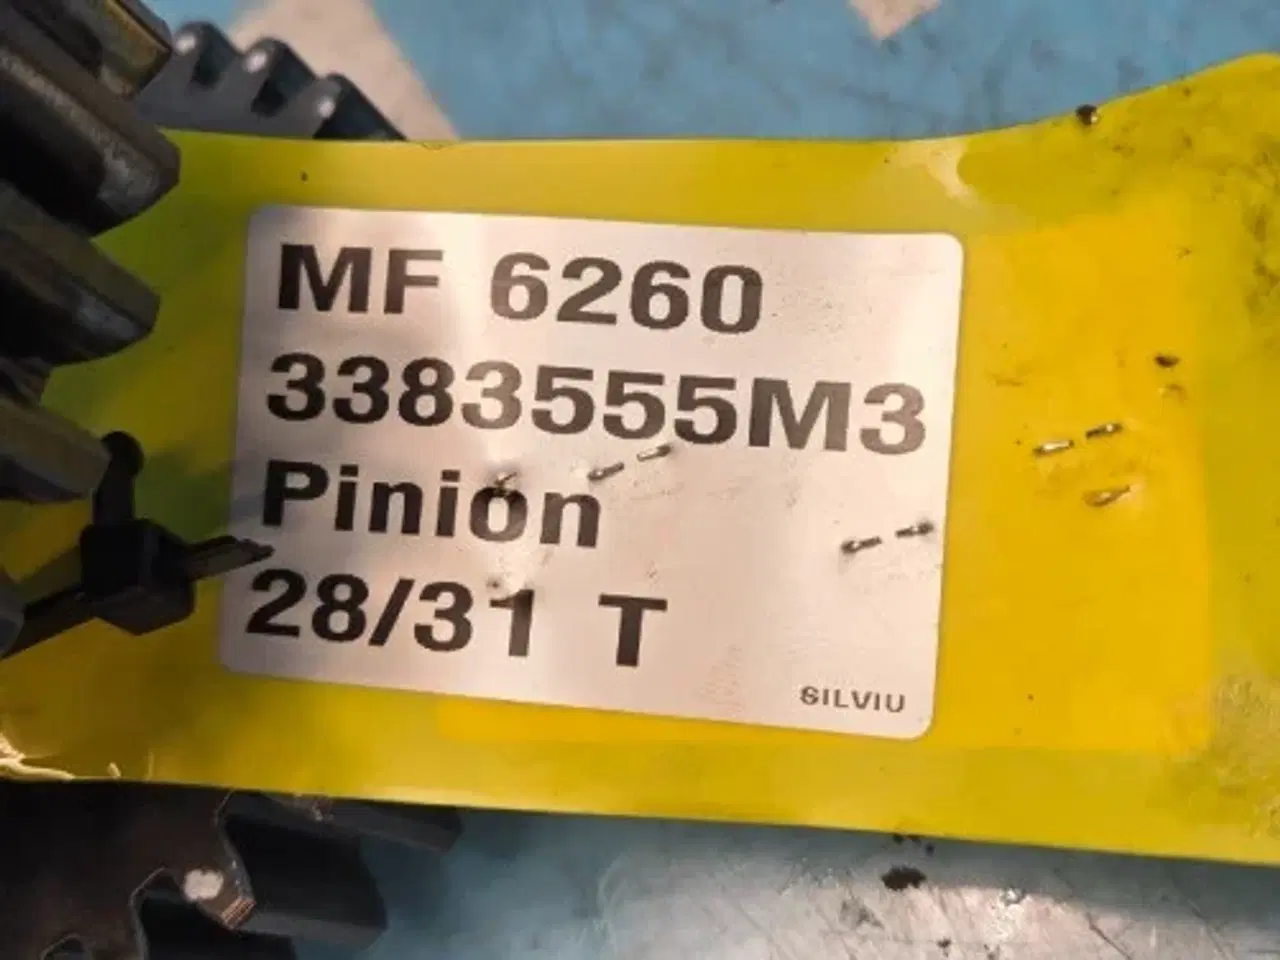 MF 6260
3383555M3
Pinion
28/31 T
SILVIU